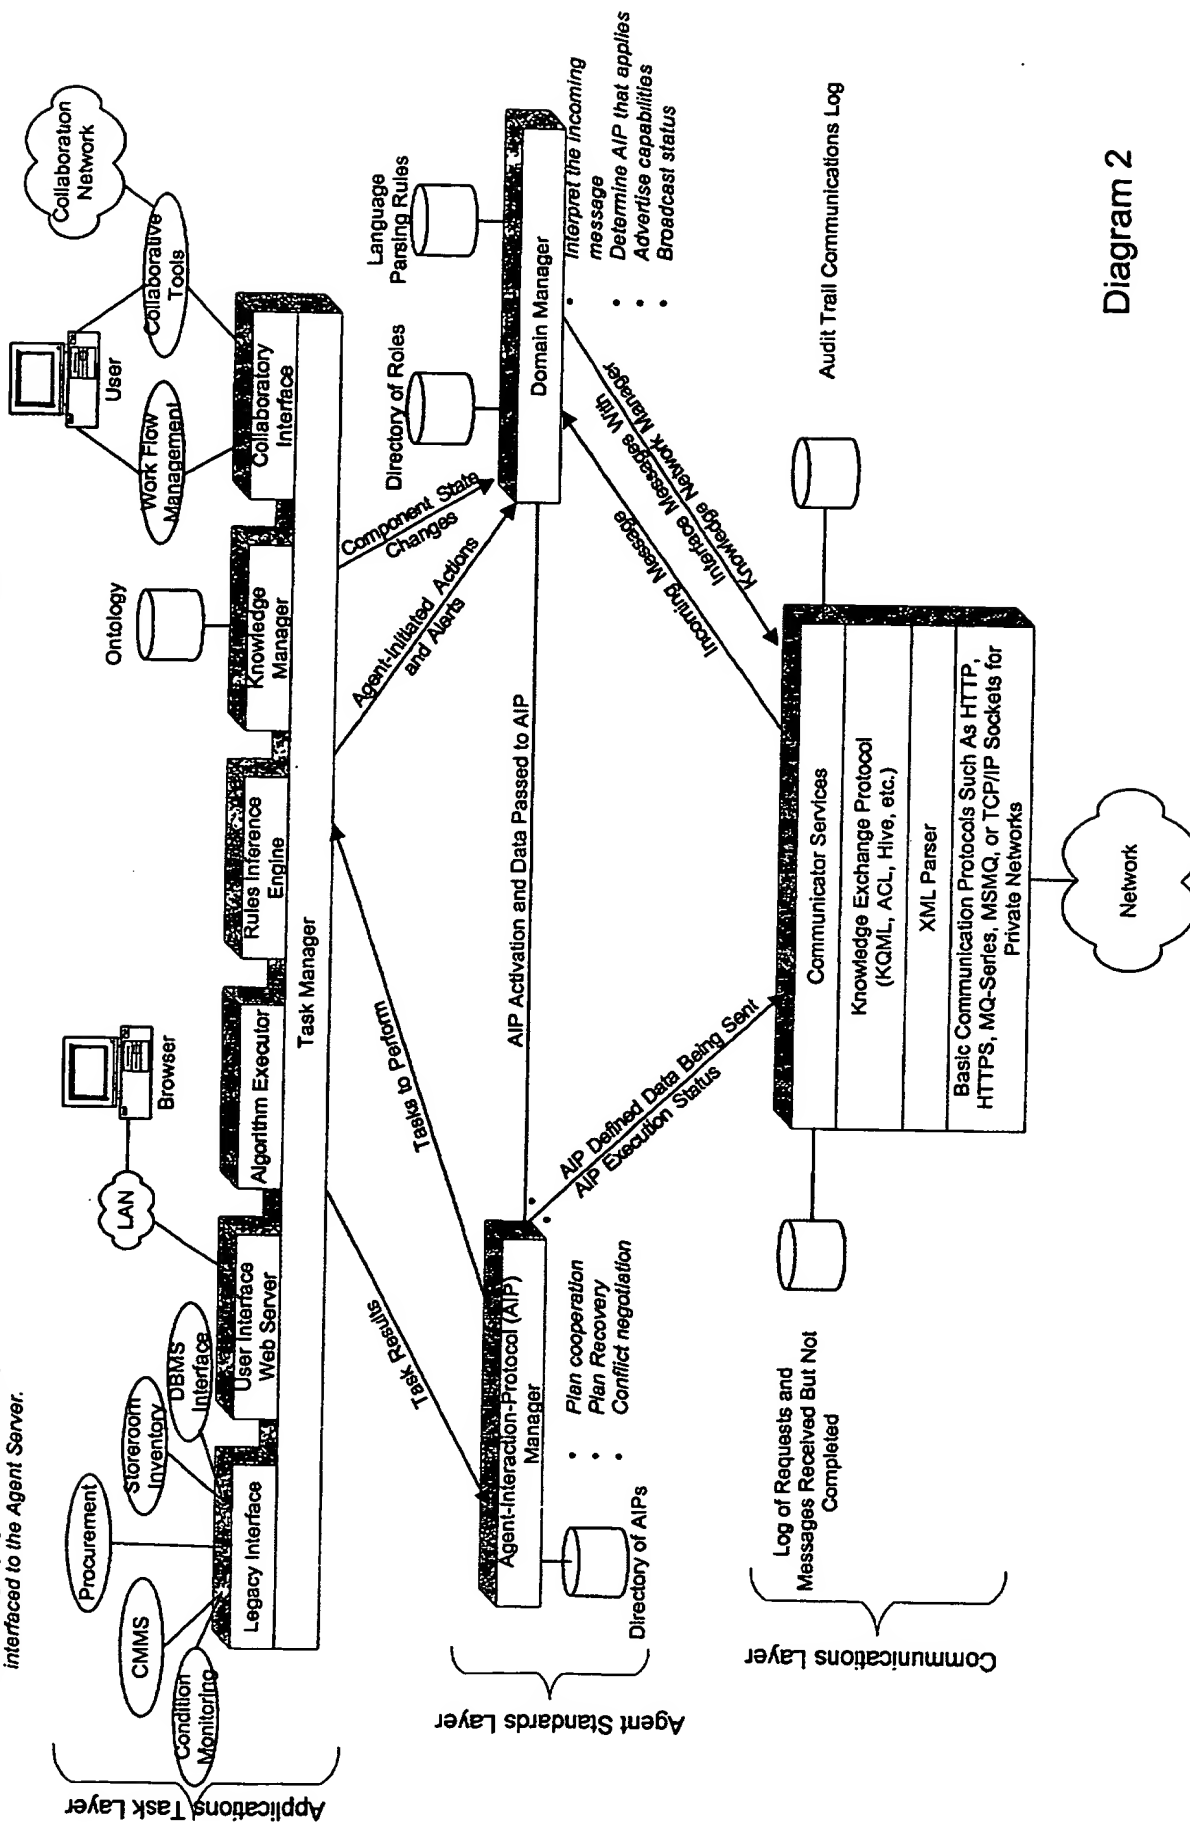 interfaced to the Agent Server.
Applications Task Layer
Condition
Monitoring
CMMS
Procurement
Storeroom
Inventory
DBMS
Interface
LAN
Browser
Ontology
Work Flow
Management
User
Collaborative
Tools
Collaboration
Network
Legacy Interface
User Interface
Web Server
Algorithm Executor
Rules Inference
Engine
Knowledge
Manager
Collaboratory
Interface
Task Manager
Task Results
Tasks to Perform
Agent-Initiated Actions
and Alerts
Component State
Changes
Agent Standards Layer
Directory of AIPs
Agent-Interaction-Protocol (AIP)
Manager
• Plan cooperation
• Plan Recovery
• Conflict negotiation
AIP Activation and Data Passed to AIP
• AIP Defined Data Being Sent
• AIP Execution Status
Directory of Roles
Language
Parsing Rules
Domain Manager
• Interpret the incoming
message
• Determine AIP that applies
• Advertise capabilities
• Broadcast status
Incoming Message
Interface Messages With
Knowledge Network Manager
Communications Layer
Log of Requests and
Messages Received But Not
Completed
Communicator Services
Knowledge Exchange Protocol
(KQML, ACL, Hive, etc.)
XML Parser
Basic Communication Protocols Such As HTTP,
HTTPS, MQ-Series, MSMQ, or TCP/IP Sockets for
Private Networks
Audit Trail Communications Log
Network
Diagram 2